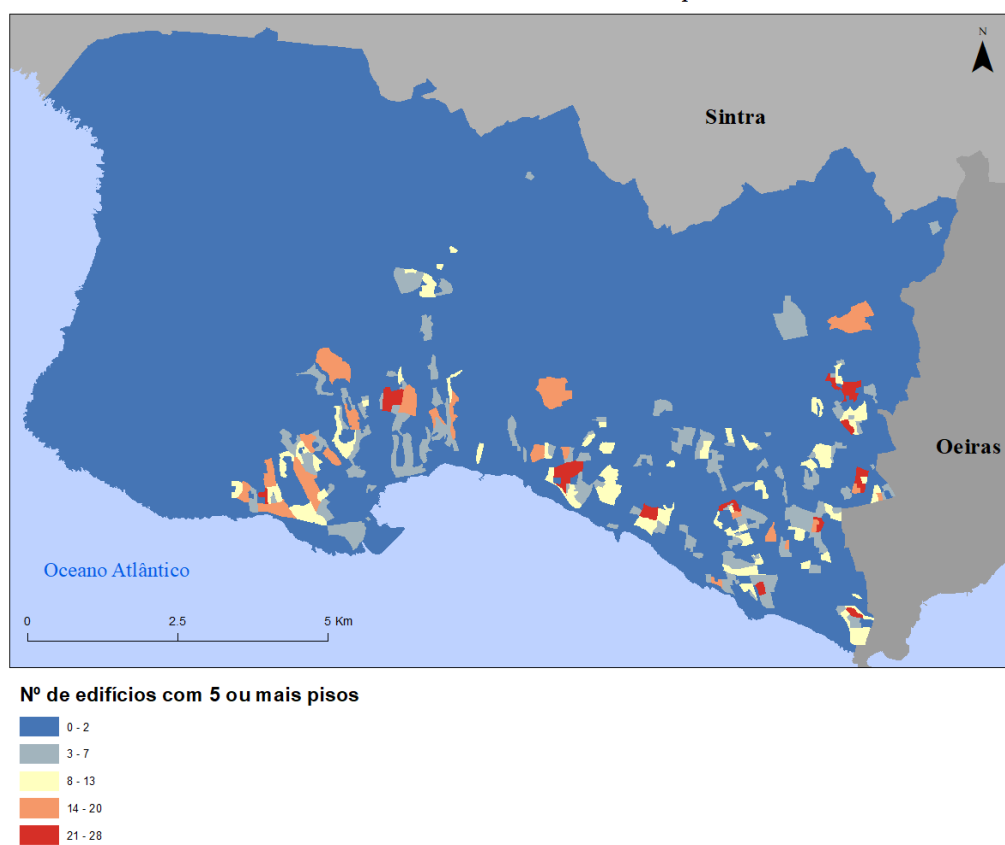 N
Sintra
Oeiras
Oceano Atlântico
0 2.5 5 Km
Nº de edifícios com 5 ou mais pisos
0 - 2
3 - 7
8 - 13
14 - 20
21 - 28